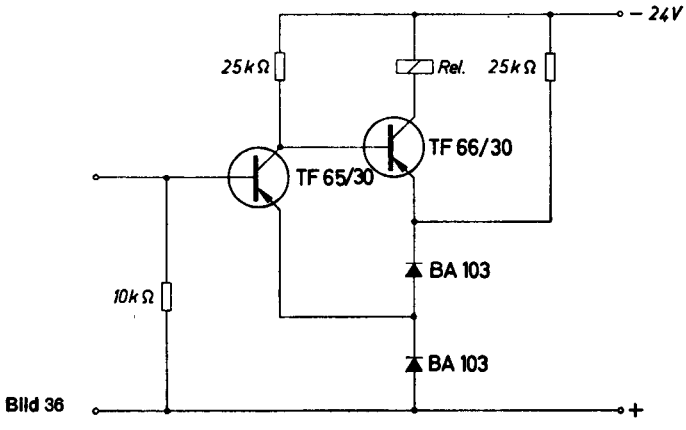 - 24V
25kΩ
Rel.
25kΩ
TF 66/30
TF 65/30
BA 103
10kΩ
BA 103
Bild 36
+